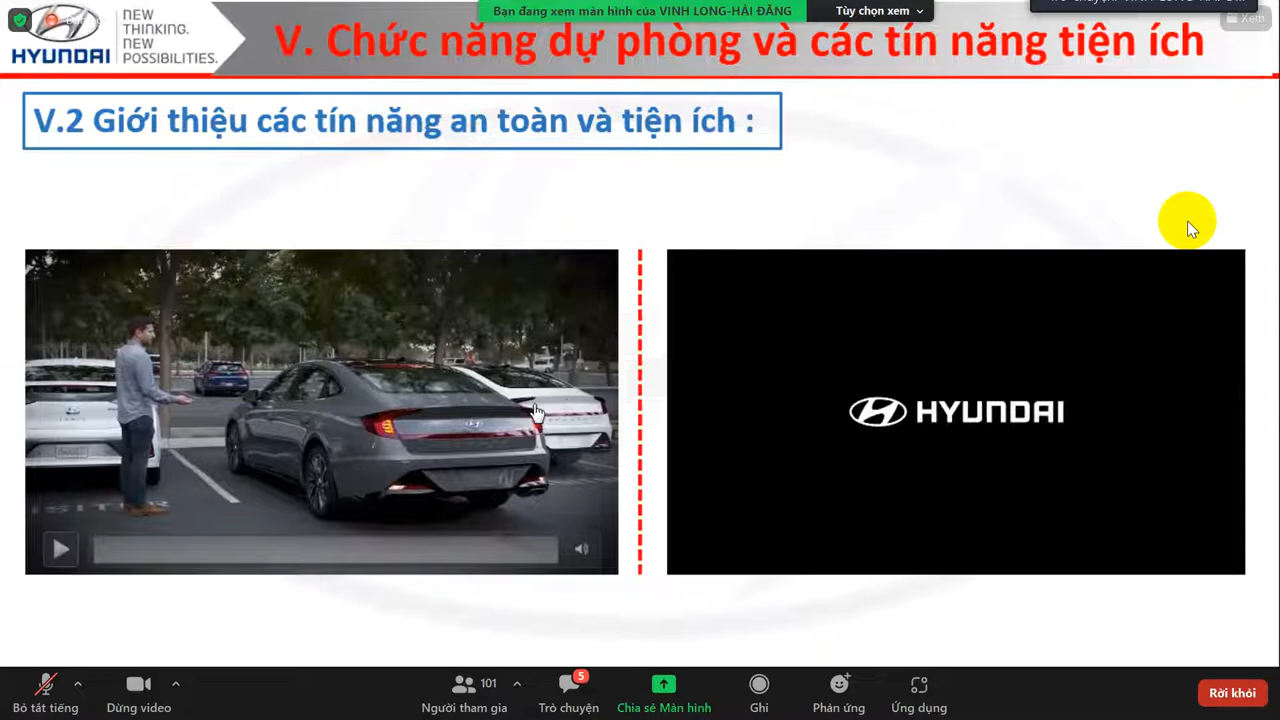 Bạn đang xem màn hình của VINH LONG-HẢI ĐĂNG
Tùy chọn xem
Xem
HYUNDAI
NEW
THINKING.
NEW
POSSIBILITIES.
V. Chức năng dự phòng và các tín năng tiện ích
V.2 Giới thiệu các tín năng an toàn và tiện ích :
HYUNDAI
Bỏ tắt tiếng
Dừng video
101
Người tham gia
5
Trò chuyện
Chia sẻ Màn hình
Ghi
Phản ứng
Ứng dụng
Rời khỏi